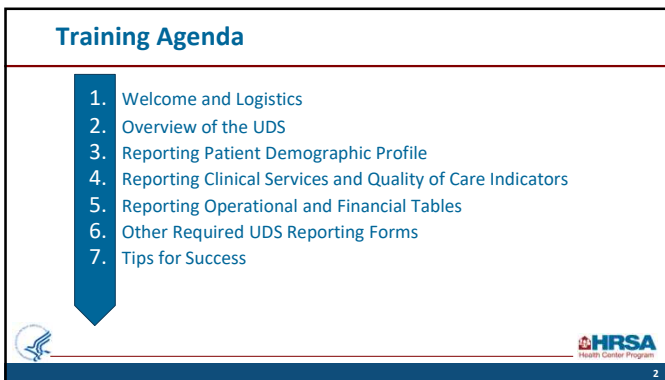 Training Agenda
1. Welcome and Logistics
2. Overview of the UDS
3. Reporting Patient Demographic Profile
4. Reporting Clinical Services and Quality of Care Indicators
5. Reporting Operational and Financial Tables
6. Other Required UDS Reporting Forms
7. Tips for Success
HRSA
Health Center Program
2